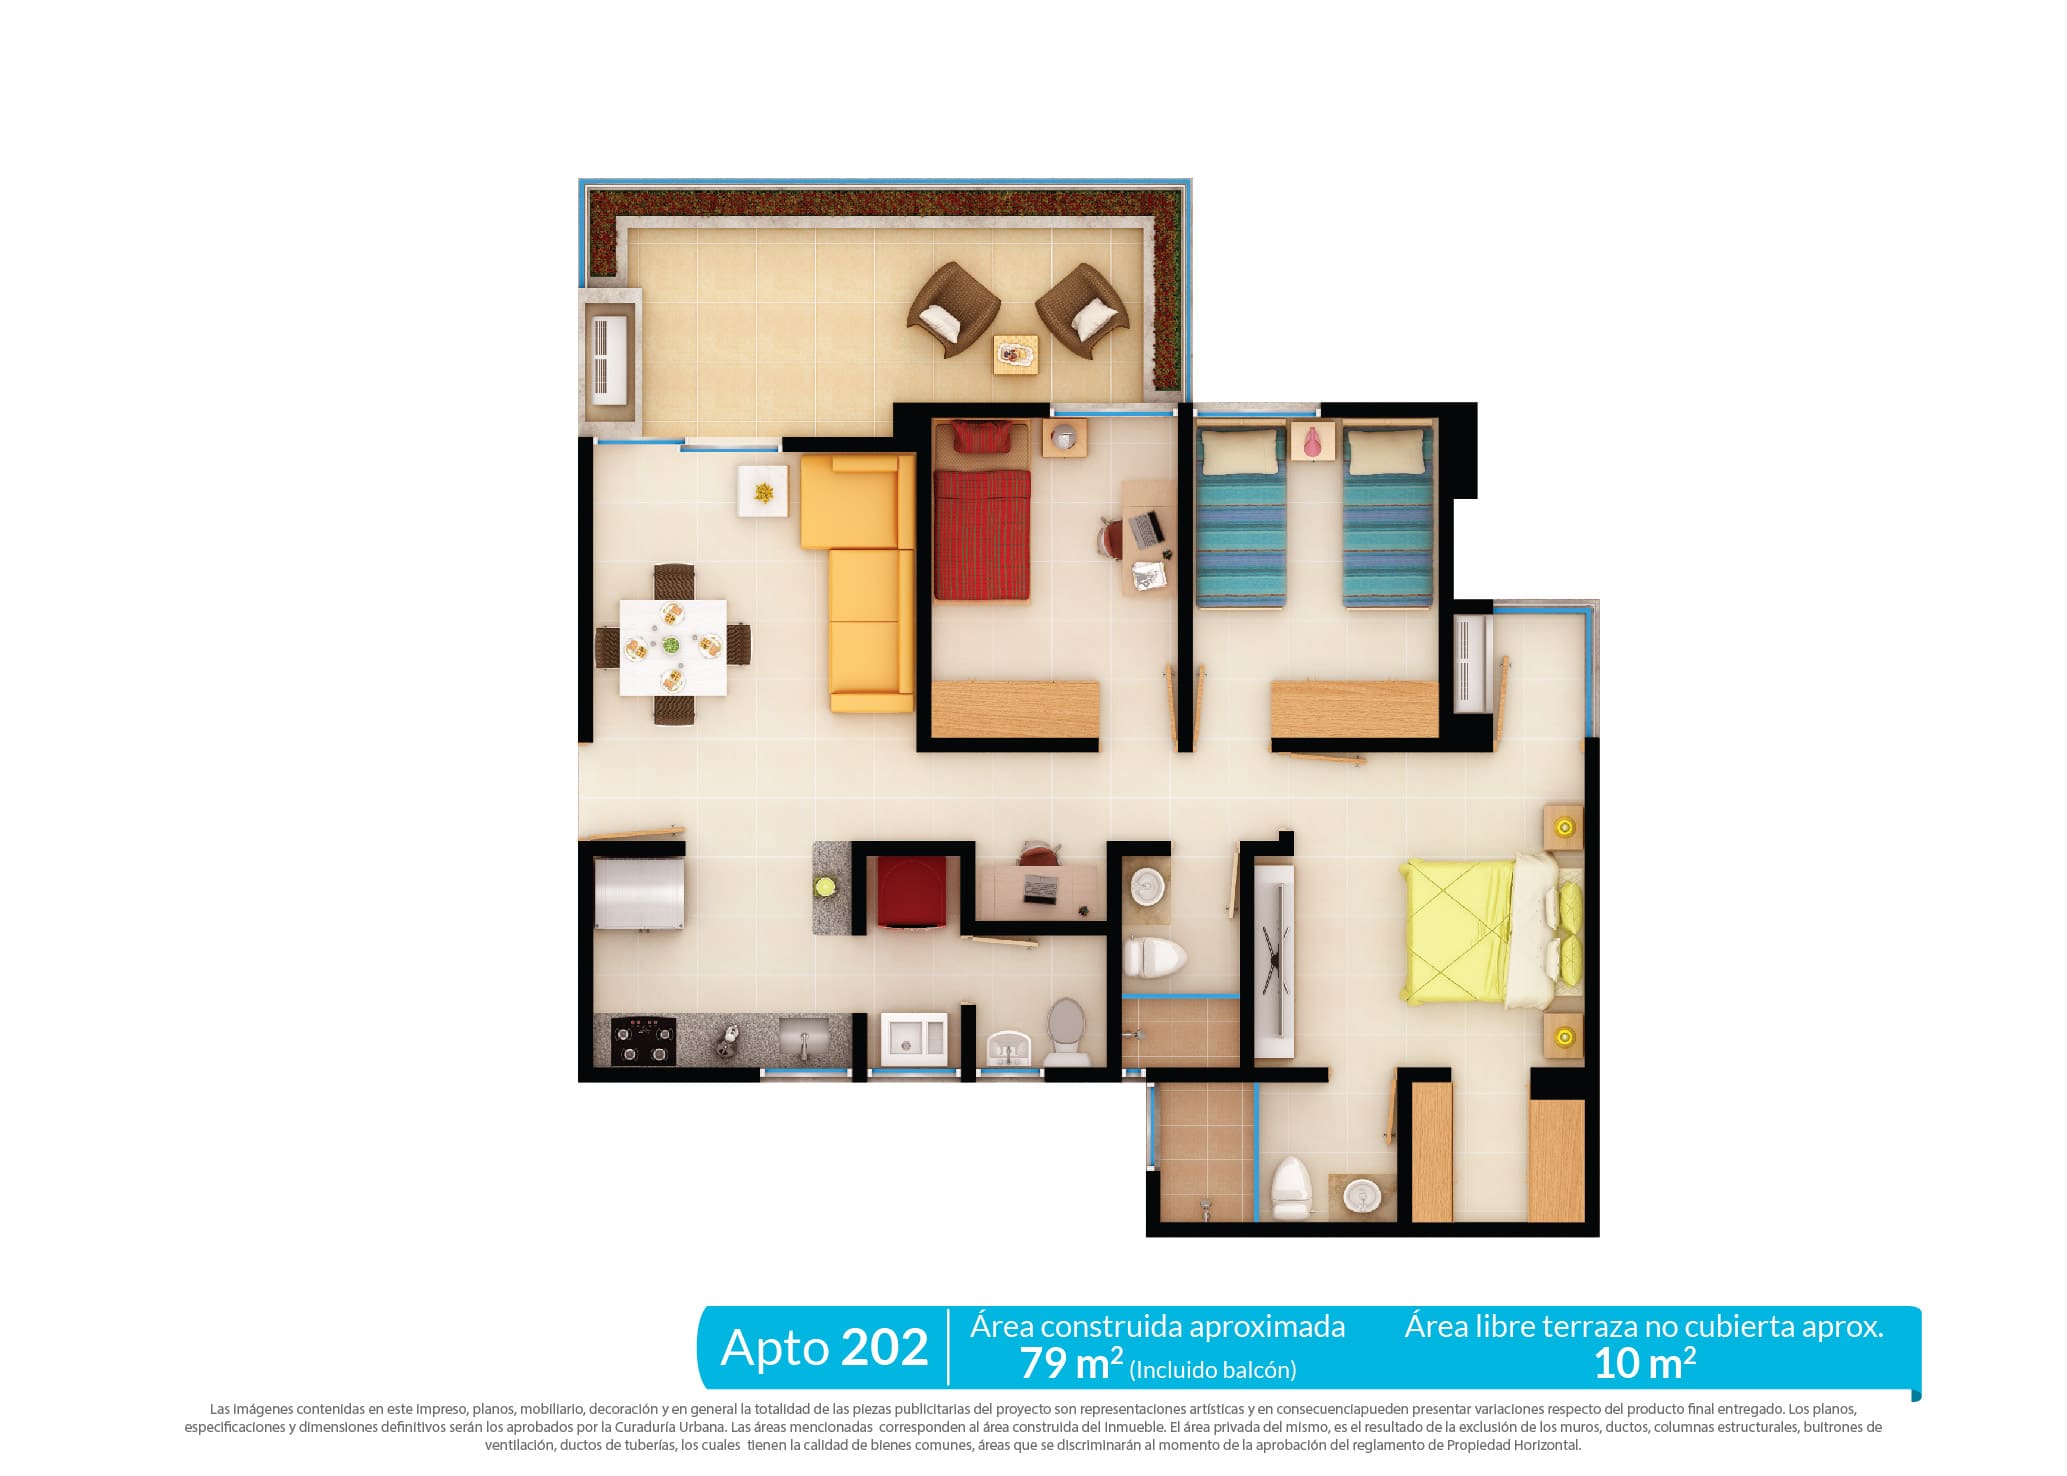 Apto 202
Área construida aproximada
79 m² (Incluido balcón)
Área libre terraza no cubierta aprox.
10 m²
Las imágenes contenidas en este impreso, planos, mobiliario, decoración y en general la totalidad de las piezas publicitarias del proyecto son representaciones artísticas y en consecuenciapueden presentar variaciones respecto del producto final entregado. Los planos,
especificaciones y dimensiones definitivos serán los aprobados por la Curaduría Urbana. Las áreas mencionadas corresponden al área construida del Inmueble. El área privada del mismo, es el resultado de la exclusión de los muros, ductos, columnas estructurales, buitrones de
ventilación, ductos de tuberías, los cuales tienen la calidad de bienes comunes, áreas que se discriminarán al momento de la aprobación del reglamento de Propiedad Horizontal.